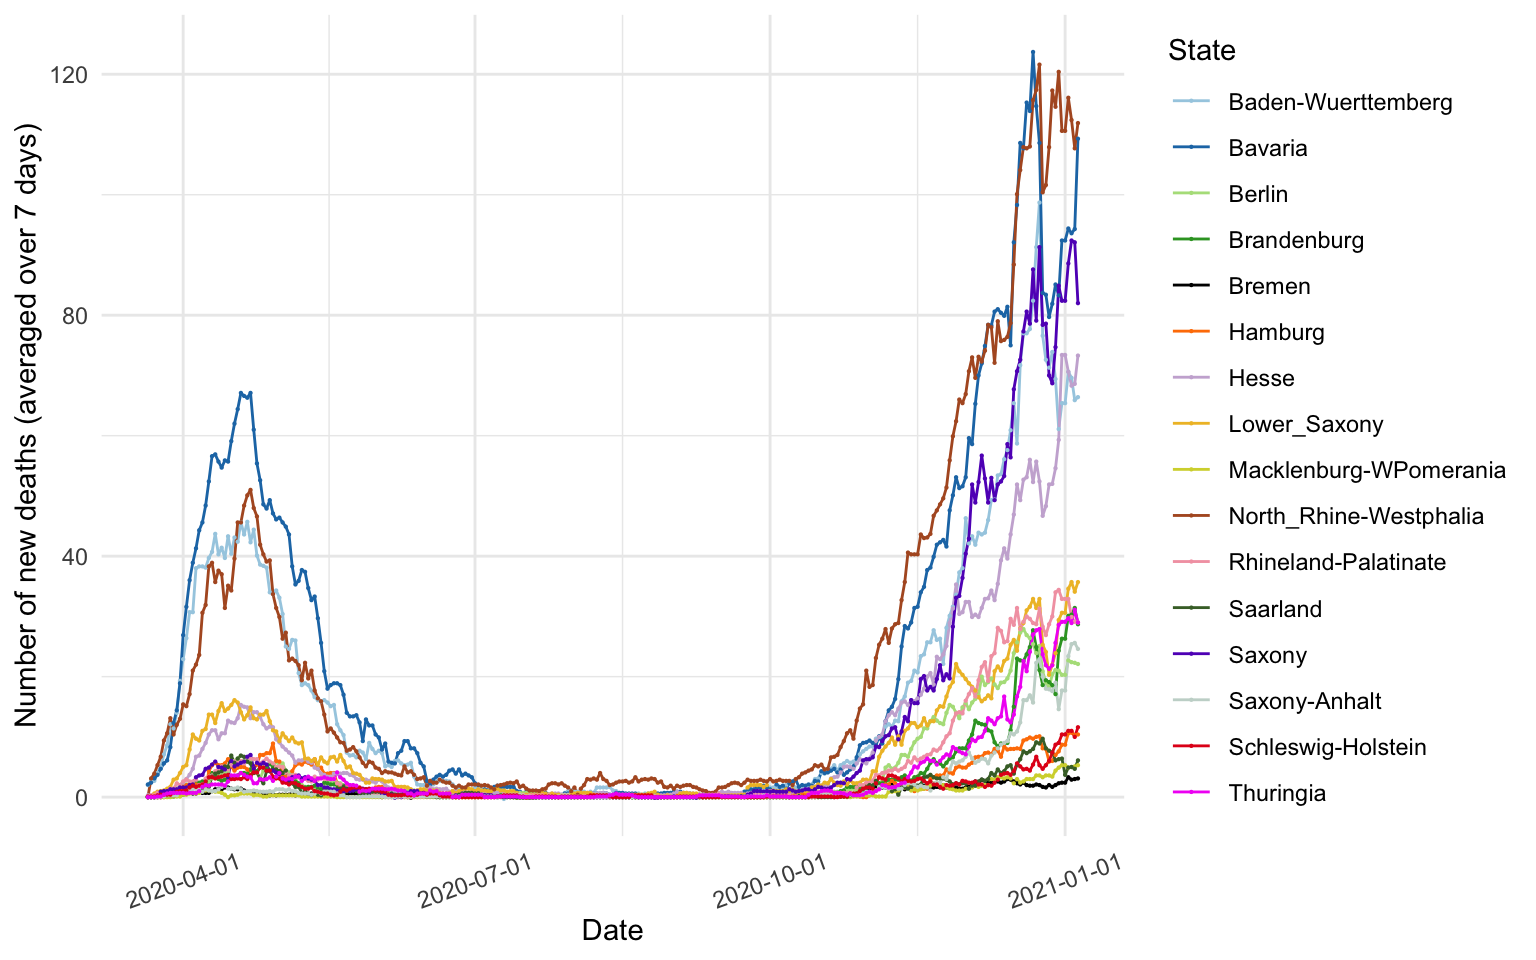 Number of new deaths (averaged over 7 days)
120
80
40
0
2020-04-01
2020-07-01
2020-10-01
2021-01-01
Date
State
Baden-Wuerttemberg
Bavaria
Berlin
Brandenburg
Bremen
Hamburg
Hesse
Lower_Saxony
Macklenburg-WPomerania
North_Rhine-Westphalia
Rhineland-Palatinate
Saarland
Saxony
Saxony-Anhalt
Schleswig-Holstein
Thuringia